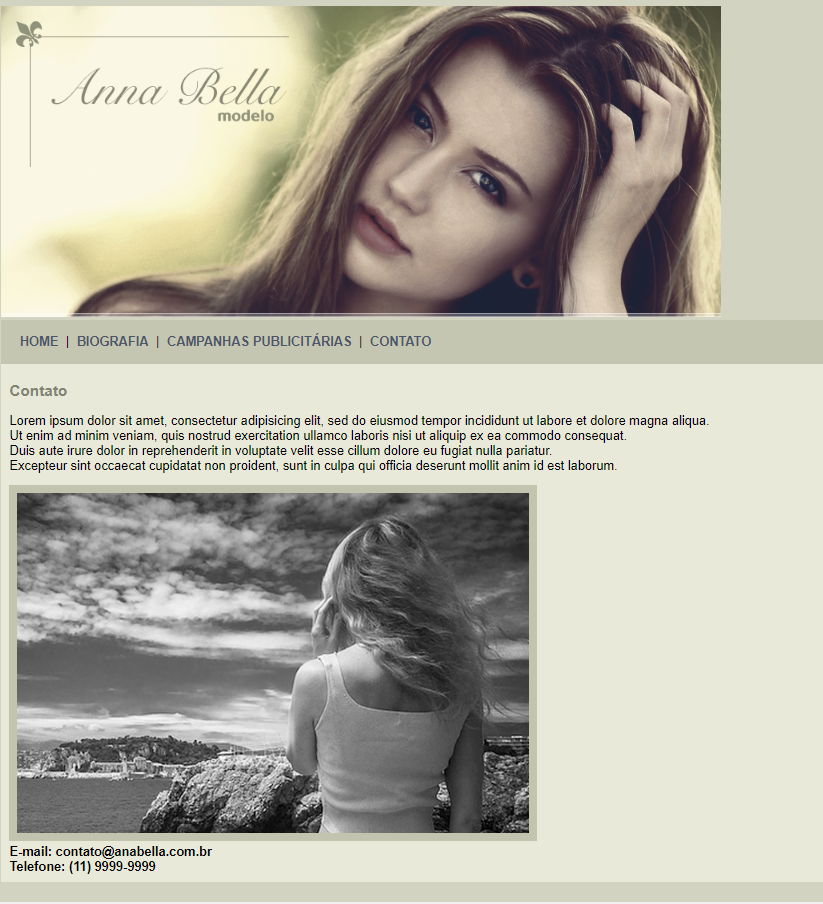 Anna Bella
modelo
HOME | BIOGRAFIA | CAMPANHAS PUBLICITÁRIAS | CONTATO
Contato
Lorem ipsum dolor sit amet, consectetur adipisicing elit, sed do eiusmod tempor incididunt ut labore et dolore magna aliqua.
Ut enim ad minim veniam, quis nostrud exercitation ullamco laboris nisi ut aliquip ex ea commodo consequat.
Duis aute irure dolor in reprehenderit in voluptate velit esse cillum dolore eu fugiat nulla pariatur.
Excepteur sint occaecat cupidatat non proident, sunt in culpa qui officia deserunt mollit anim id est laborum.
E-mail: contato@anabella.com.br
Telefone: (11) 9999-9999